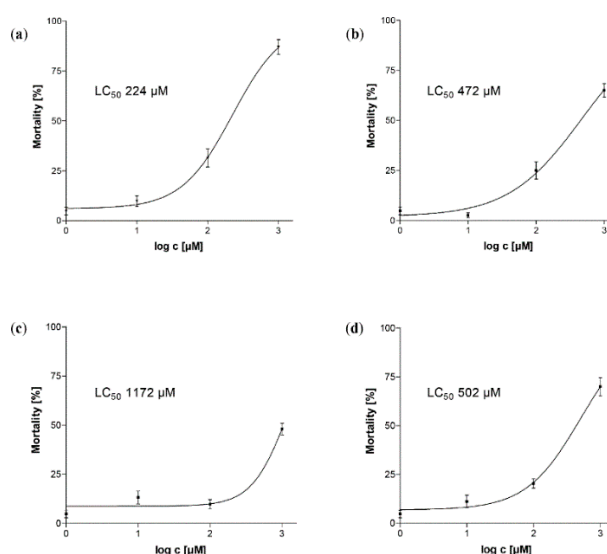 (a)
100
75
50
25
0
Mortality [%]
LC50 224 µM
0 1 2 3
log c [µM]
(b)
100
75
50
25
0
Mortality [%]
LC50 472 µM
0 1 2 3
log c [µM]
(c)
100
75
50
25
0
Mortality [%]
LC50 1172 µM
0 1 2 3
log c [µM]
(d)
100
75
50
25
0
Mortality [%]
LC50 502 µM
0 1 2 3
log c [µM]